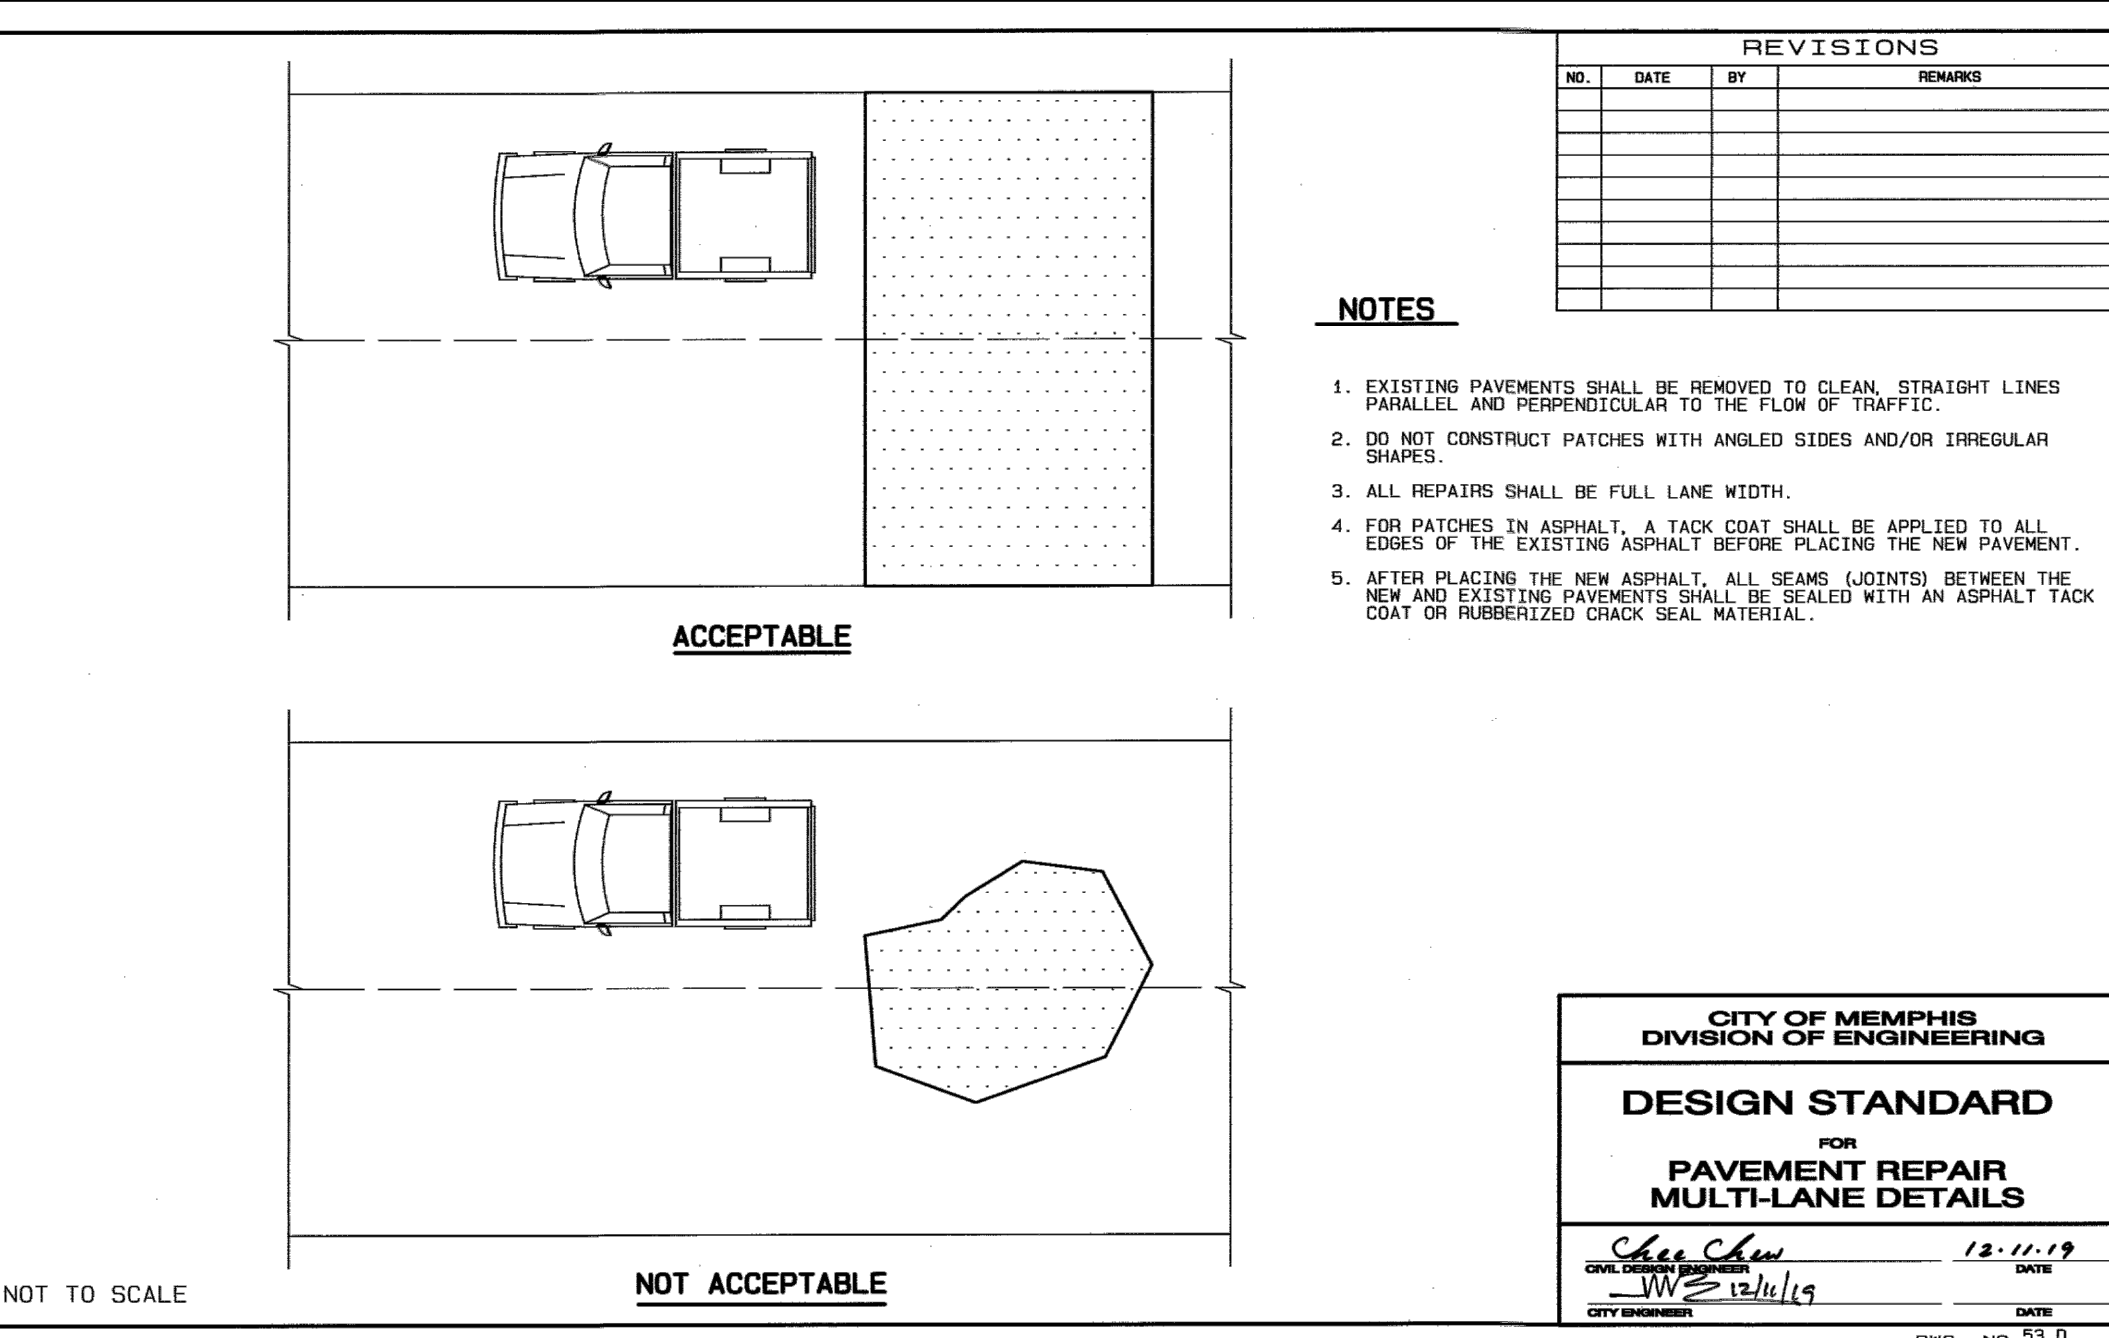 REVISIONS
NO. DATE BY REMARKS
NOTES
1. EXISTING PAVEMENTS SHALL BE REMOVED TO CLEAN, STRAIGHT LINES
PARALLEL AND PERPENDICULAR TO THE FLOW OF TRAFFIC.
2. DO NOT CONSTRUCT PATCHES WITH ANGLED SIDES AND/OR IRREGULAR
SHAPES.
3. ALL REPAIRS SHALL BE FULL LANE WIDTH.
4. FOR PATCHES IN ASPHALT, A TACK COAT SHALL BE APPLIED TO ALL
EDGES OF THE EXISTING ASPHALT BEFORE PLACING THE NEW PAVEMENT.
5. AFTER PLACING THE NEW ASPHALT, ALL SEAMS (JOINTS) BETWEEN THE
NEW AND EXISTING PAVEMENTS SHALL BE SEALED WITH AN ASPHALT TACK
COAT OR RUBBERIZED CRACK SEAL MATERIAL.
ACCEPTABLE
NOT ACCEPTABLE
NOT TO SCALE
CITY OF MEMPHIS
DIVISION OF ENGINEERING
DESIGN STANDARD
FOR
PAVEMENT REPAIR
MULTI-LANE DETAILS
Chee Chew 12.11.19
CIVIL DESIGN ENGINEER DATE
12/11/19
CITY ENGINEER DATE